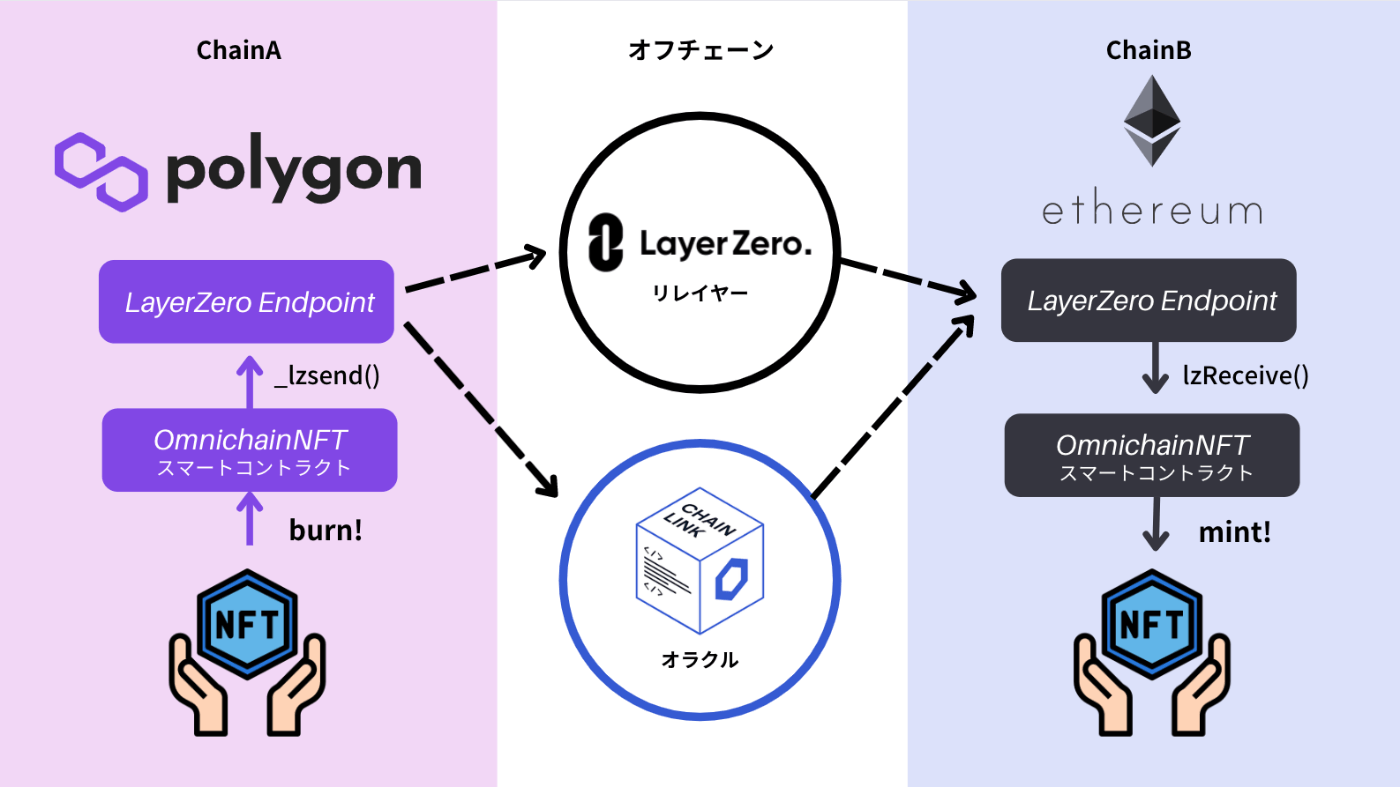 ChainA
polygon
LayerZero Endpoint
_lzsend()
OmnichainNFT
スマートコントラクト
burn!
NFT
オフチェーン
LayerZero.
リレイヤー
CHAIN
LINK
</>
</>
オラクル
ChainB
ethereum
LayerZero Endpoint
lzReceive()
OmnichainNFT
スマートコントラクト
mint!
NFT